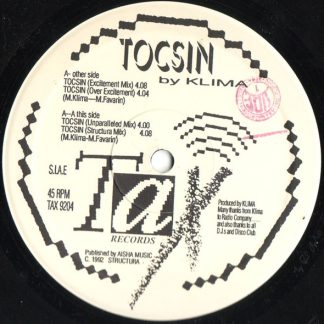 TOCSIN
by KLIMA
A- other side
TOCSIN (Excitement Mix) 4.08
TOCSIN (Over Excitement) 4.04
(M.Klima—M.Favarin)
A—A this side
TOCSIN (Unparalleled Mix) 4.00
TOCSIN (Structura Mix) 4.08
(M.Klima-M.Favarin)
S.I.A.E
45 RPM
TAX 9204
Tax
RECORDS
Produced by KLIMA
Many thanks from Klima
to Radio Company
and also thanks to all
D.J.s and Disco Club
Published by AISHA MUSIC
C. 1992 STRUCTURA